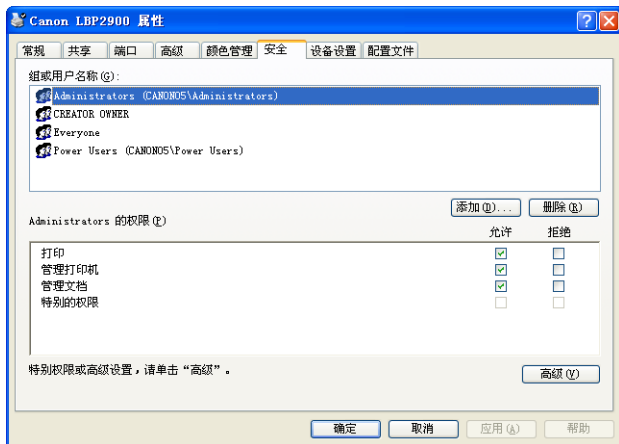 Canon LBP2900 属性
常规 共享 端口 高级 颜色管理 安全 设备设置 配置文件
组或用户名称(G):
Administrators (CANON05\Administrators)
CREATOR OWNER
Everyone
Power Users (CANON05\Power Users)
添加(D)... 删除(R)
Administrators 的权限(P)
允许 拒绝
打印
管理打印机
管理文档
特别的权限
特别权限或高级设置，请单击“高级”。
高级(V)
确定 取消 应用(A) 帮助